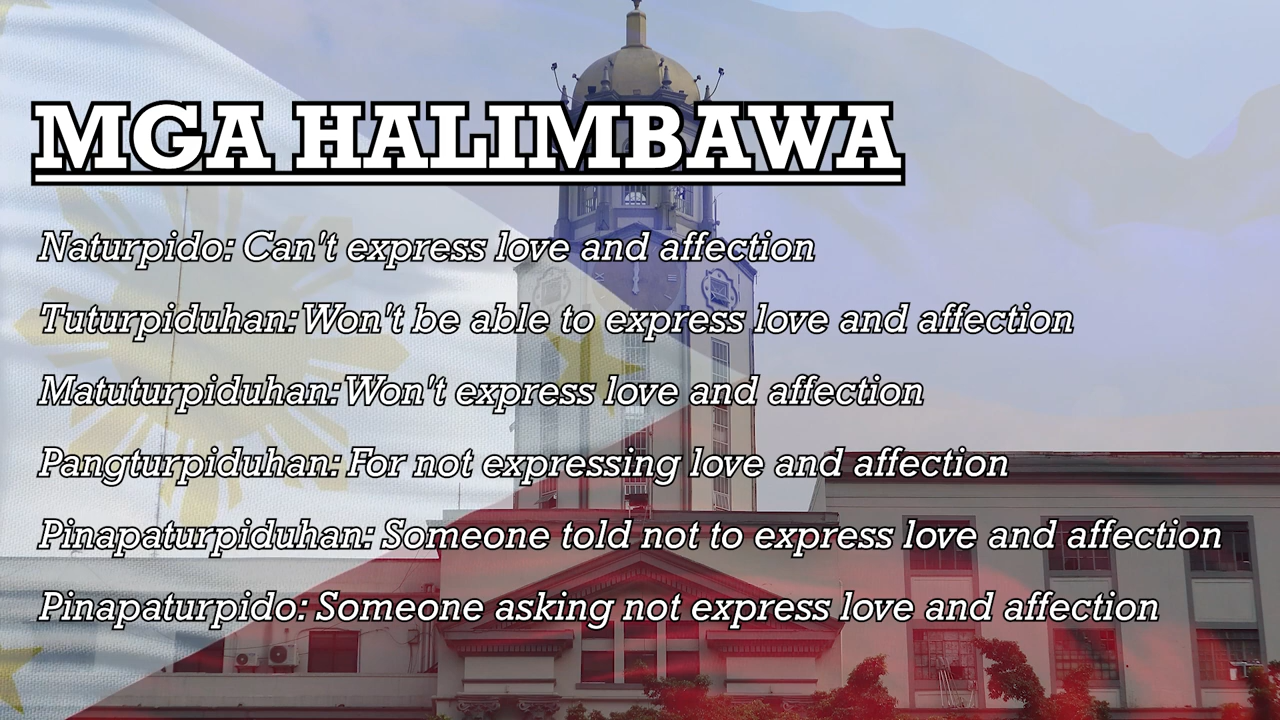 MGA HALIMBAWA
Naturpido: Can't express love and affection
Tuturpiduhan: Won't be able to express love and affection
Matuturpiduhan: Won't express love and affection
Pangturpiduhan: For not expressing love and affection
Pinapaturpiduhan: Someone told not to express love and affection
Pinapaturpido: Someone asking not express love and affection